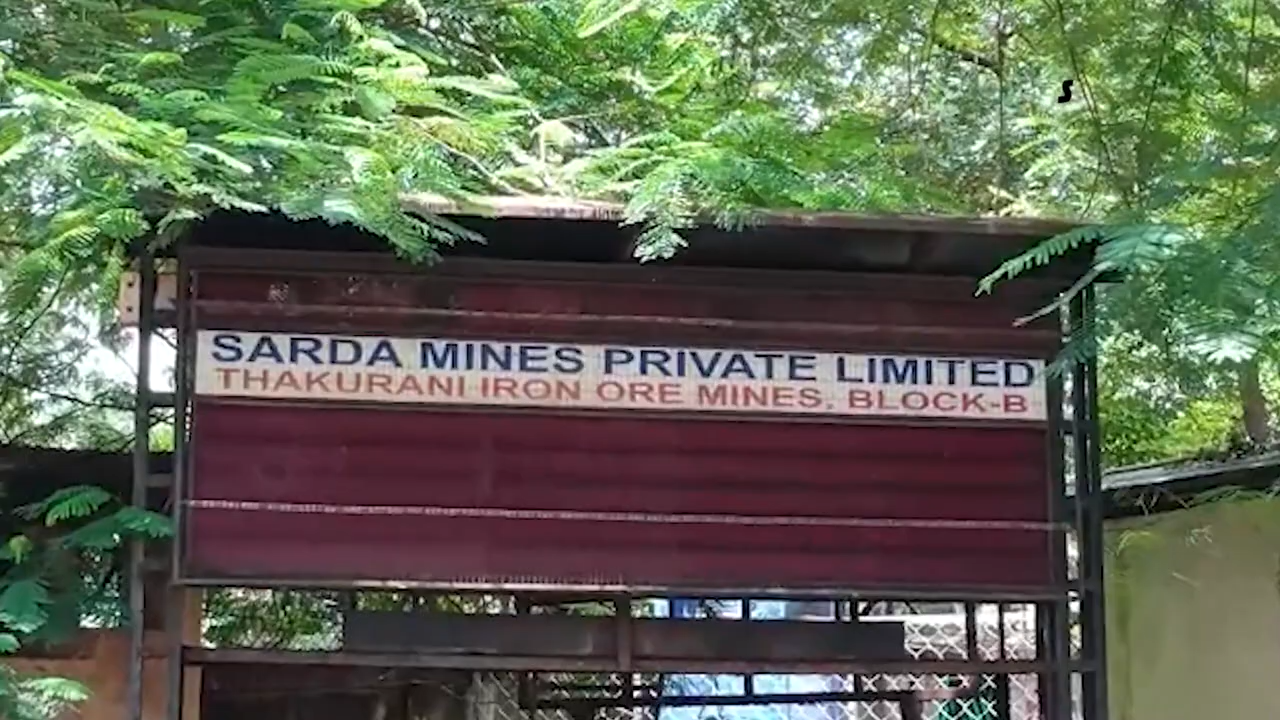 S
SARDA MINES PRIVATE LIMITED
THAKURANI IRON ORE MINES, BLOCK-B